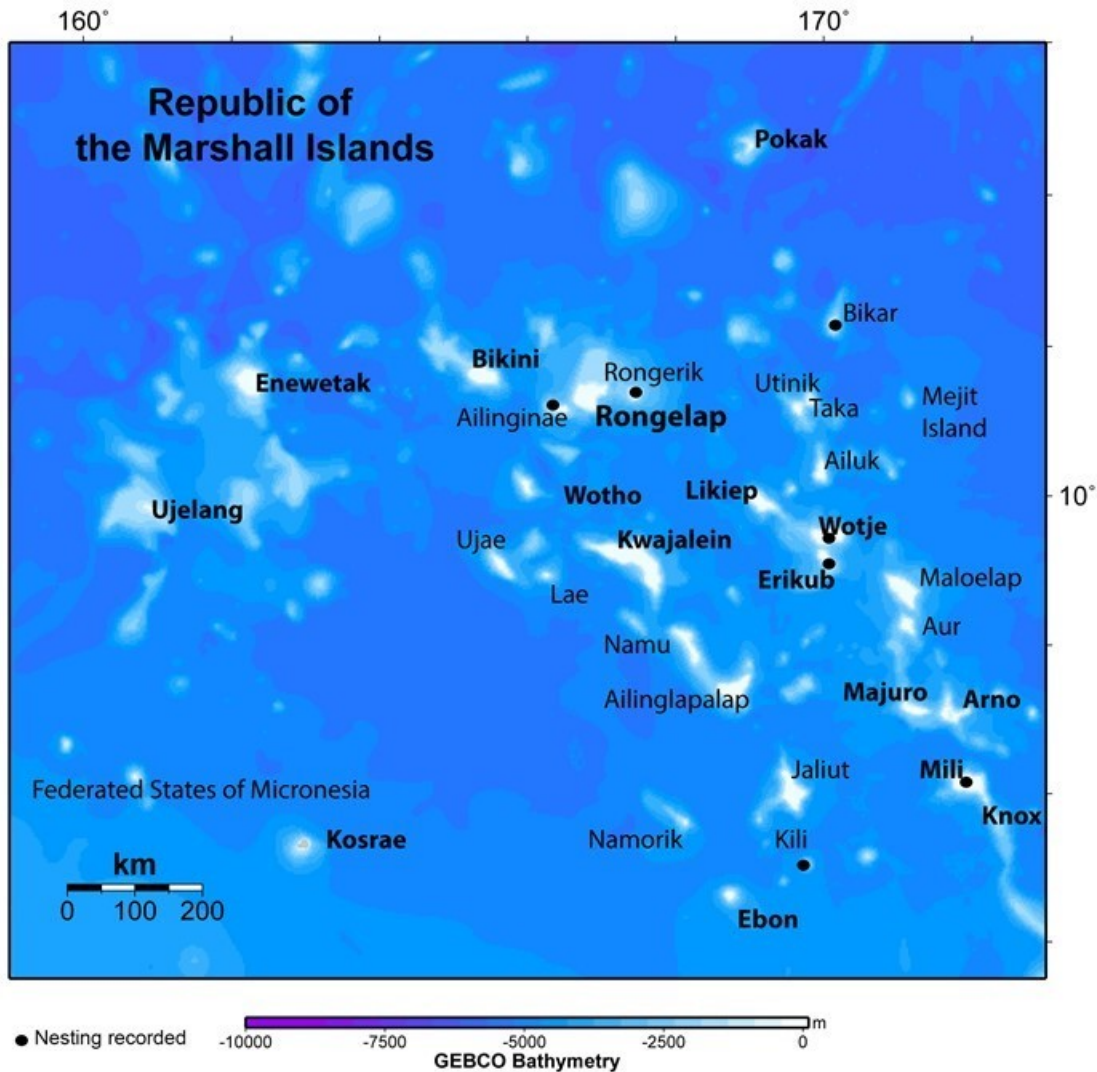 160°
170°
Republic of
the Marshall Islands
Pokak
Bikar
Bikini
Rongerik
Enewetak
Utinik
Mejit
Island
Ailinginae
Rongelap
Taka
Ailuk
Wotho
Likiep
10°
Ujelang
Wotje
Ujae
Kwajalein
Erikub
Maloelap
Lae
Aur
Namu
Ailinglapalap
Majuro
Arno
Jaliut
Mili
Federated States of Micronesia
Knox
Kosrae
Namorik
Kili
km
0 100 200
Ebon
Nesting recorded
m
-10000 -7500 -5000 -2500 0
GEBCO Bathymetry